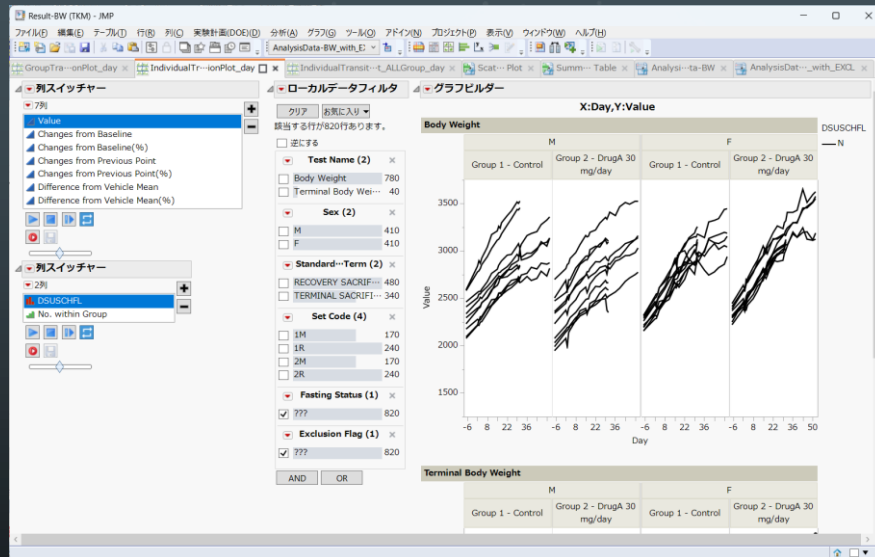 Result-BW (TKM) - JMP
ファイル(F) 編集(E) テーブル(T) 行(R) 列(C) 実験計画(DOE)(D) 分析(A) グラフ(G) ツール(O) アドイン(N) プロジェクト(P) 表示(V) ウィンドウ(W) ヘルプ(H)
AnalysisData-BW_with_E:
GroupTra···onPlot_day IndividualTr···ionPlot_day IndividualTransit···t_ALLGroup_day Scat··· Plot Summ··· Table Analysi···ta-BW AnalysisDat···_with_EXCL
列スイッチャー
7列
Value
Changes from Baseline
Changes from Baseline(%)
Changes from Previous Point
Changes from Previous Point(%)
Difference from Vehicle Mean
Difference from Vehicle Mean(%)
列スイッチャー
2列
DSUSCHFL
No. within Group
ローカルデータフィルタ
クリア お気に入り
該当する行が820行あります。
逆にする
Test Name (2)
Body Weight 780
Terminal Body Wei··· 40
Sex (2)
M 410
F 410
Standard···Term (2)
RECOVERY SACRIF··· 480
TERMINAL SACRIFI··· 340
Set Code (4)
1M 170
1R 240
2M 170
2R 240
Fasting Status (1)
??? 820
Exclusion Flag (1)
??? 820
AND OR
グラフビルダー
X:Day,Y:Value
Body Weight
M F
Group 1 - Control Group 2 - DrugA 30 mg/day Group 1 - Control Group 2 - DrugA 30 mg/day
DSUSCHFL
N
3500
3000
2500
2000
1500
Value
-6 8 22 36 -6 8 22 36 -6 8 22 36 -6 8 22 36 50
Day
Terminal Body Weight
M F
Group 1 - Control Group 2 - DrugA 30 mg/day Group 1 - Control Group 2 - DrugA 30 mg/day